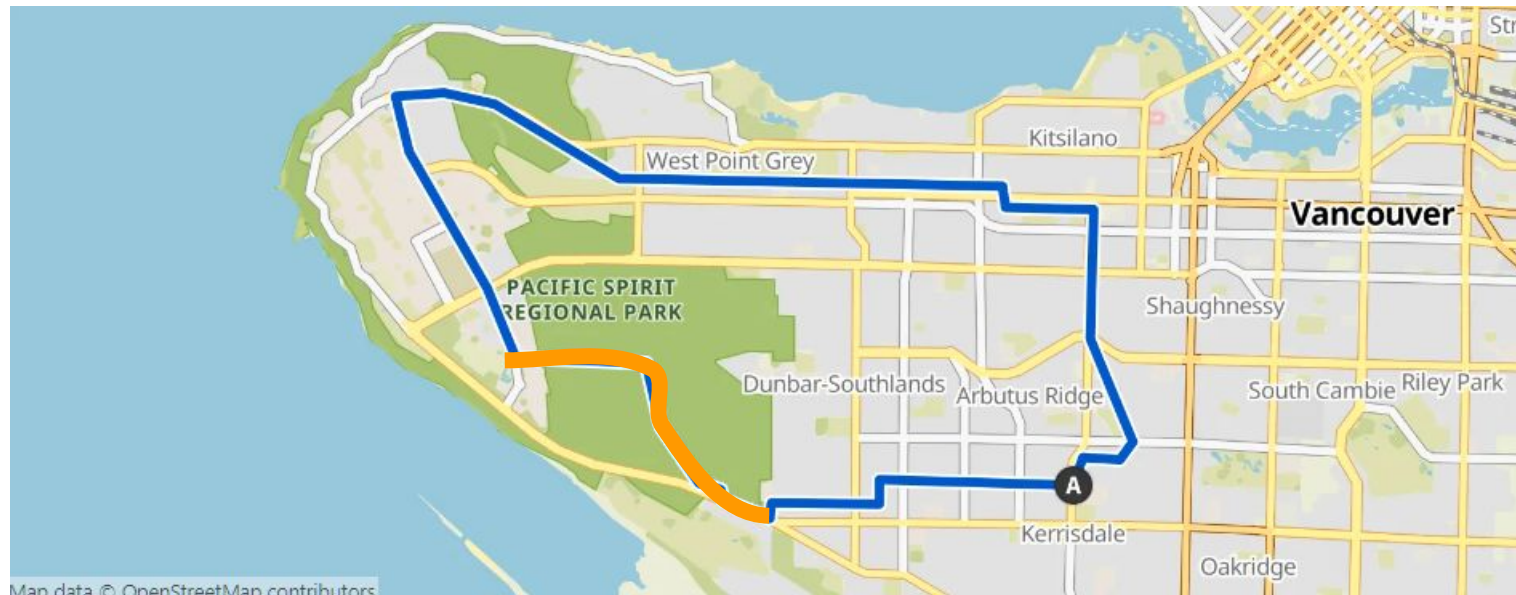 Str
Kitsilano
West Point Grey
Vancouver
PACIFIC SPIRIT
REGIONAL PARK
Shaughnessy
Dunbar-Southlands
Arbutus Ridge
South Cambie
Riley Park
A
Kerrisdale
Oakridge
Map data © OpenStreetMap contributors